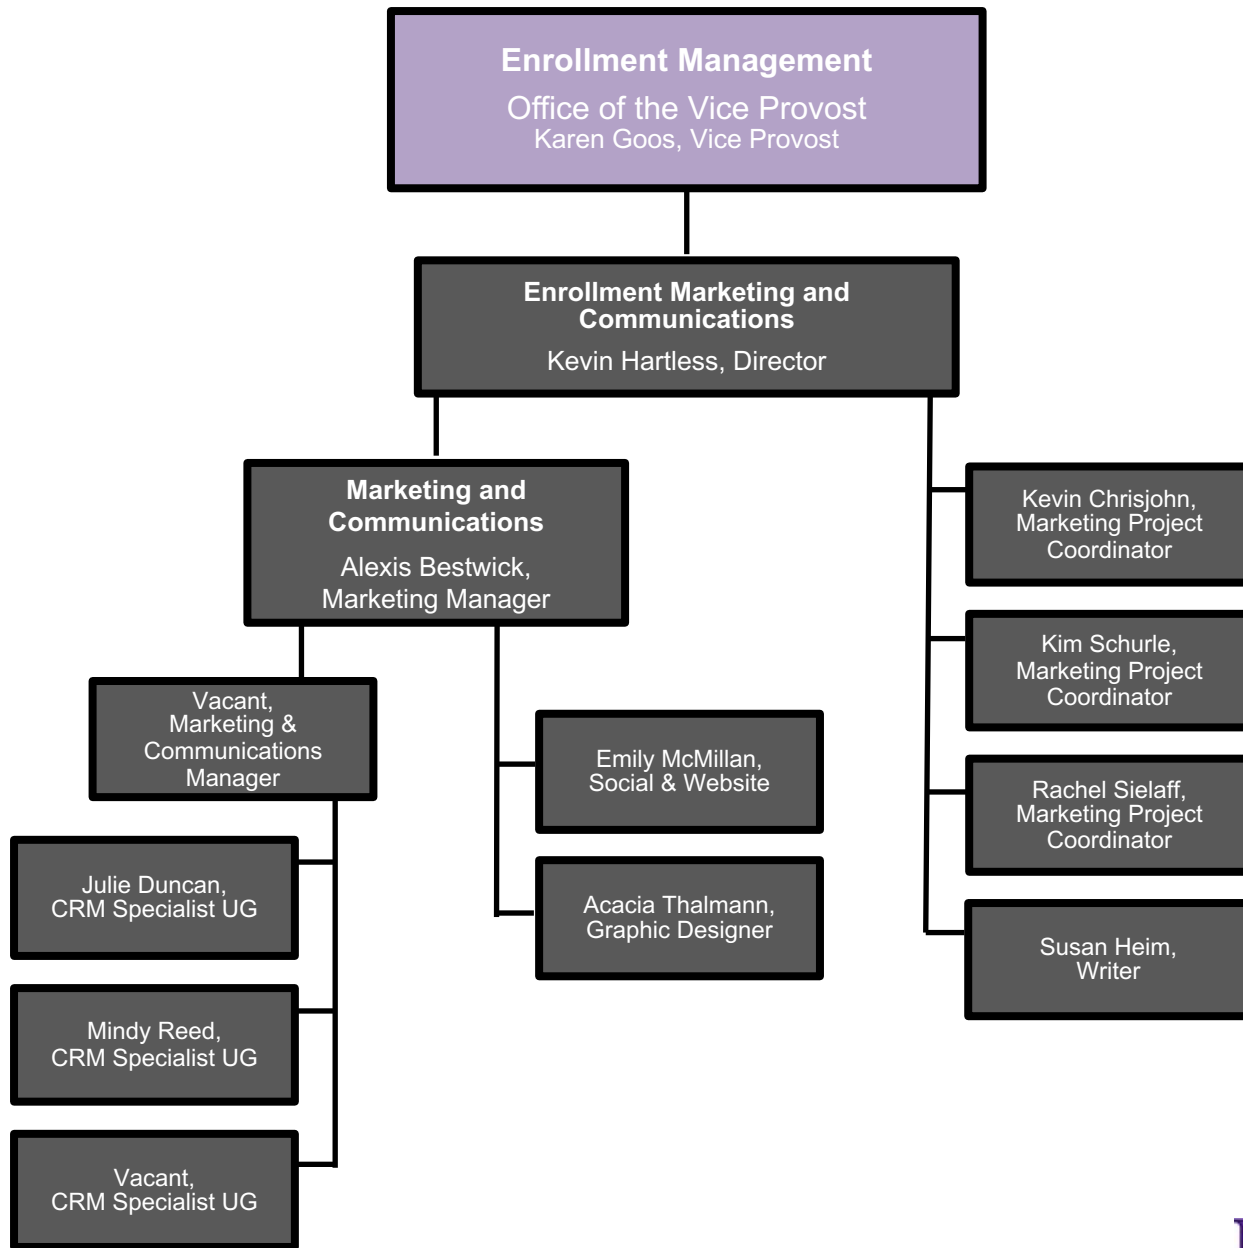 Enrollment Management
Office of the Vice Provost
Karen Goos, Vice Provost
Enrollment Marketing and
Communications
Kevin Hartless, Director
Marketing and
Communications
Alexis Bestwick,
Marketing Manager
Vacant,
Marketing &
Communications
Manager
Julie Duncan,
CRM Specialist UG
Mindy Reed,
CRM Specialist UG
Vacant,
CRM Specialist UG
Emily McMillan,
Social & Website
Acacia Thalmann,
Graphic Designer
Kevin Chrisjohn,
Marketing Project
Coordinator
Kim Schurle,
Marketing Project
Coordinator
Rachel Sielaff,
Marketing Project
Coordinator
Susan Heim,
Writer